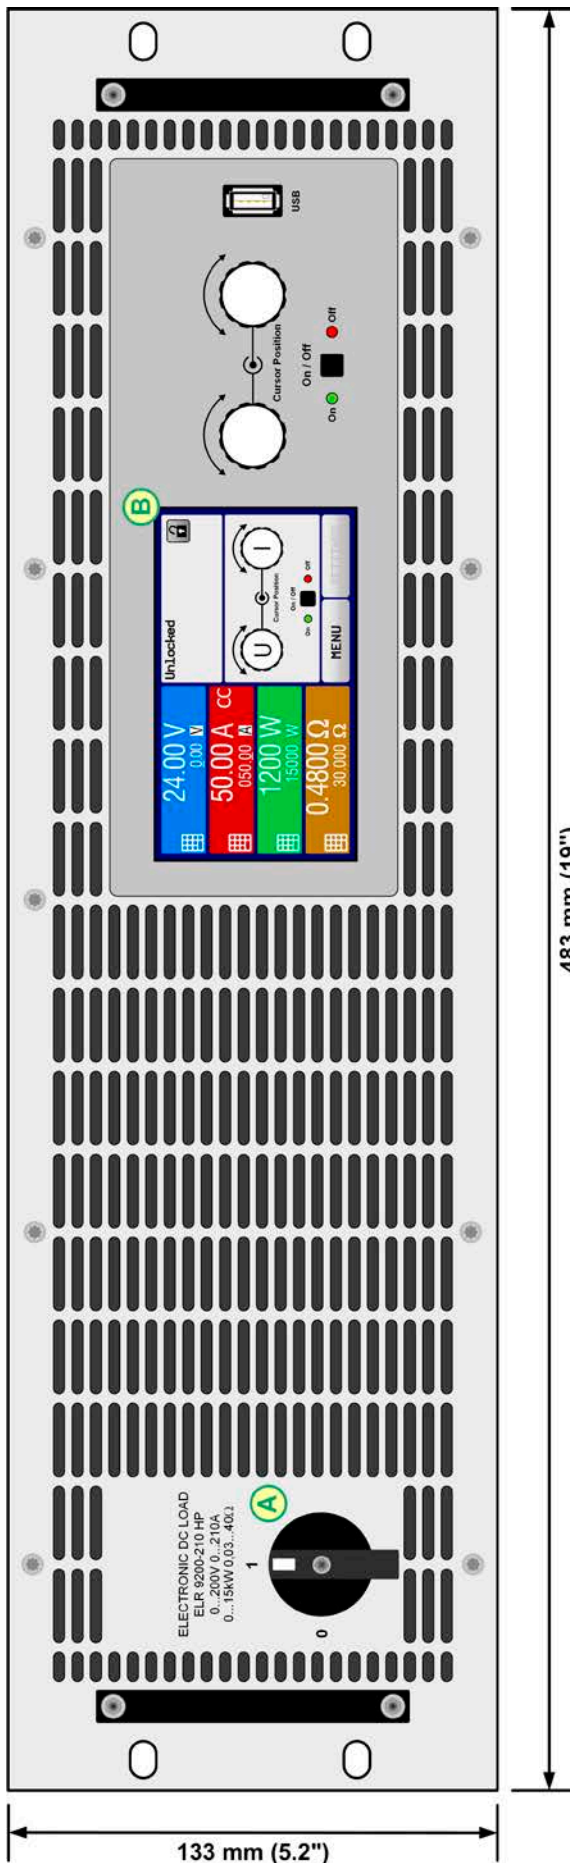 ELECTRONIC DC LOAD
ELR 9200-210 HP
0...200V 0...210A
0...15kW 0,03...40Ω
0
1
A
B
24.00 V
0.00 V
50.00 A CC
050.00 A
1200 W
15000 W
0.4800 Ω
30.000 Ω
Unlocked
U
I
Cursor Position
On / Off
On
Off
MENU
Cursor Position
On / Off
On
Off
USB
483 mm (19")
133 mm (5.2")